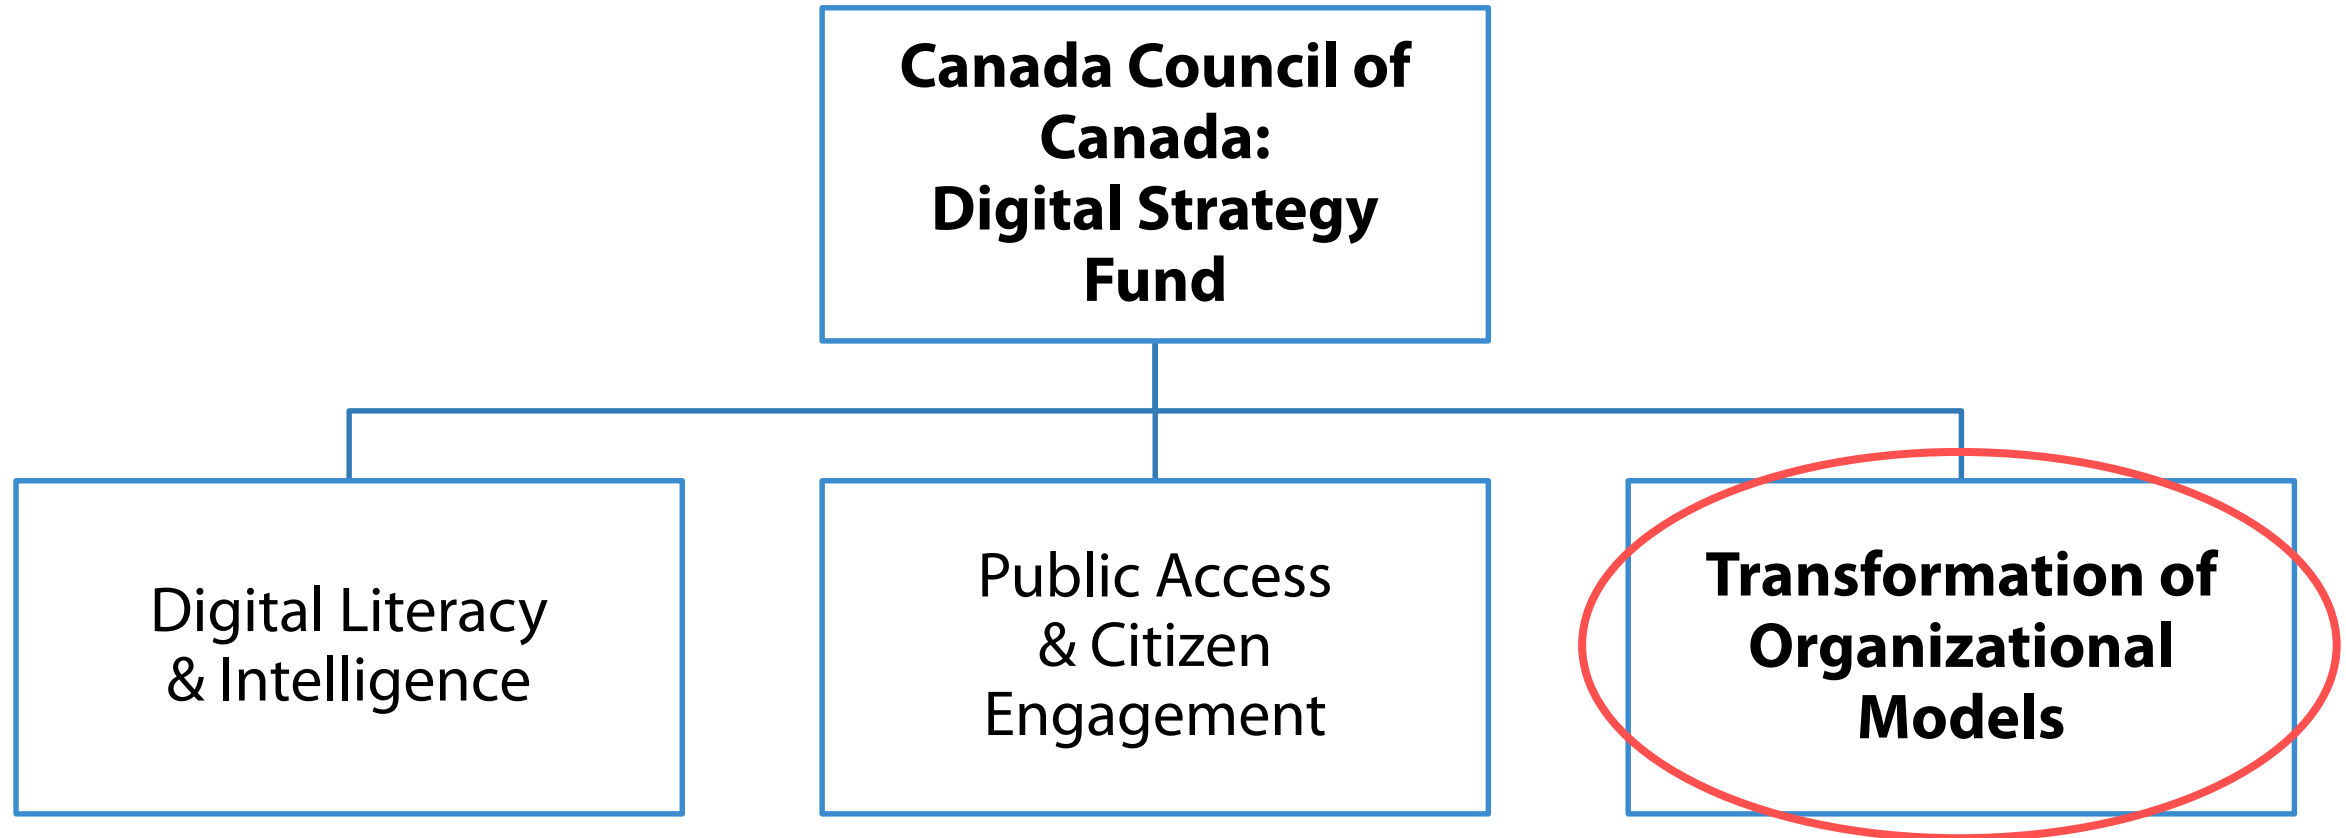 Canada Council of
Canada:
Digital Strategy
Fund
Digital Literacy
& Intelligence
Public Access
& Citizen
Engagement
Transformation of
Organizational
Models